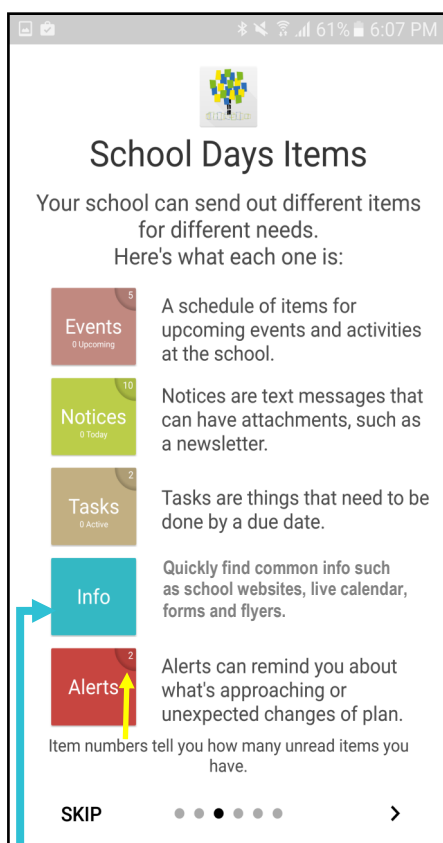 61% 6:07 PM
School Days Items
Your school can send out different items
for different needs.
Here's what each one is:
5
Events
0 Upcoming
A schedule of items for
upcoming events and activities
at the school.
10
Notices
0 Today
Notices are text messages that
can have attachments, such as
a newsletter.
2
Tasks
0 Active
Tasks are things that need to be
done by a due date.
Info
Quickly find common info such
as school websites, live calendar,
forms and flyers.
2
Alerts
Alerts can remind you about
what's approaching or
unexpected changes of plan.
Item numbers tell you how many unread items you
have.
SKIP